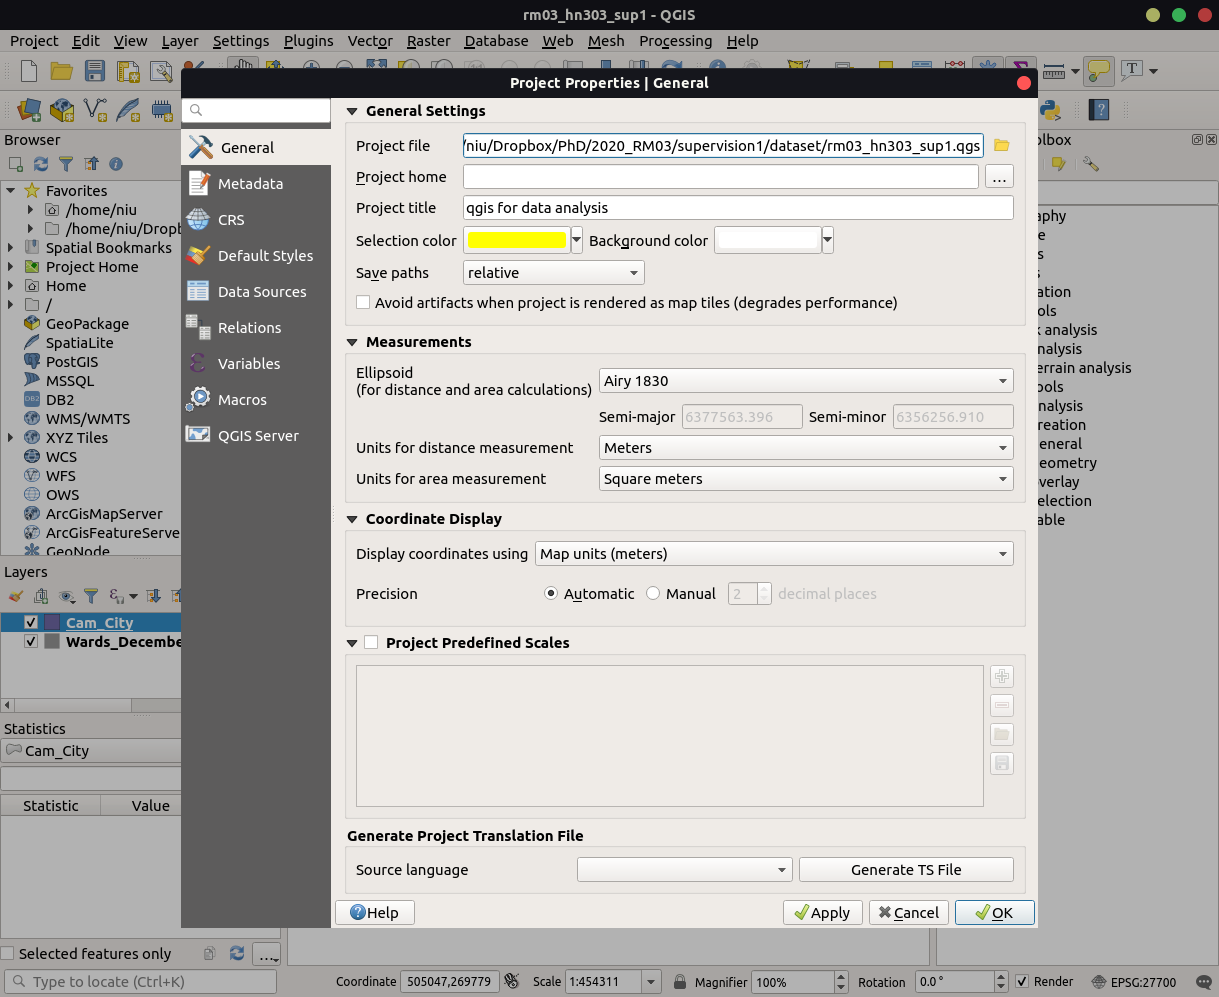 rm03_hn303_sup1 - QGIS
Project Edit View Layer Settings Plugins Vector Raster Database Web Mesh Processing Help
Project Properties | General
General
Metadata
CRS
Default Styles
Data Sources
Relations
Variables
Macros
QGIS Server
General Settings
Project file /niu/Dropbox/PhD/2020_RM03/supervision1/dataset/rm03_hn303_sup1.qgs
Project home ...
Project title qgis for data analysis
Selection color Background color
Save paths relative
Avoid artifacts when project is rendered as map tiles (degrades performance)
Measurements
Ellipsoid
(for distance and area calculations) Airy 1830
Semi-major 6377563.396 Semi-minor 6356256.910
Units for distance measurement Meters
Units for area measurement Square meters
Coordinate Display
Display coordinates using Map units (meters)
Precision Automatic Manual 2 decimal places
Project Predefined Scales
Generate Project Translation File
Source language Generate TS File
Help Apply Cancel OK
Browser
Favorites
/home/niu
/home/niu/Dropb
Spatial Bookmarks
Project Home
Home
/
GeoPackage
SpatiaLite
PostGIS
MSSQL
DB2
WMS/WMTS
XYZ Tiles
WCS
WFS
OWS
ArcGisMapServer
ArcGisFeatureServe
GeoNode
Layers
Cam_City
Wards_Decembe
Statistics
Cam_City
Statistic Value
Selected features only ...
lbox
aphy
e
s
s
ation
ols
k analysis
nalysis
errain analysis
ools
nalysis
reation
eneral
eometry
overlay
election
able
Type to locate (Ctrl+K) Coordinate 505047,269779 Scale 1:454311 Magnifier 100% Rotation 0.0 ° Render EPSG:27700